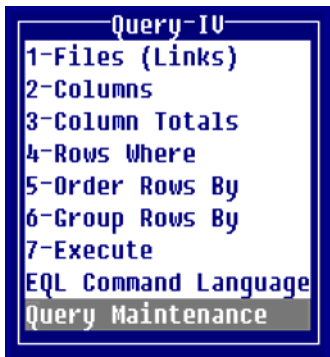 Query-IV
1-Files (Links)
2-Columns
3-Column Totals
4-Rows Where
5-Order Rows By
6-Group Rows By
7-Execute
EQL Command Language
Query Maintenance